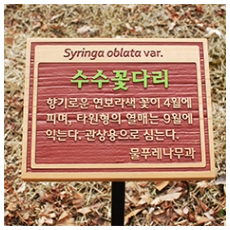 Syringa oblata var.
수수꽃다리
향기로운 연보라색 꽃이 4월에
피며, 타원형의 열매는 9월에
익는다. 관상용으로 심는다.
물푸레나무과